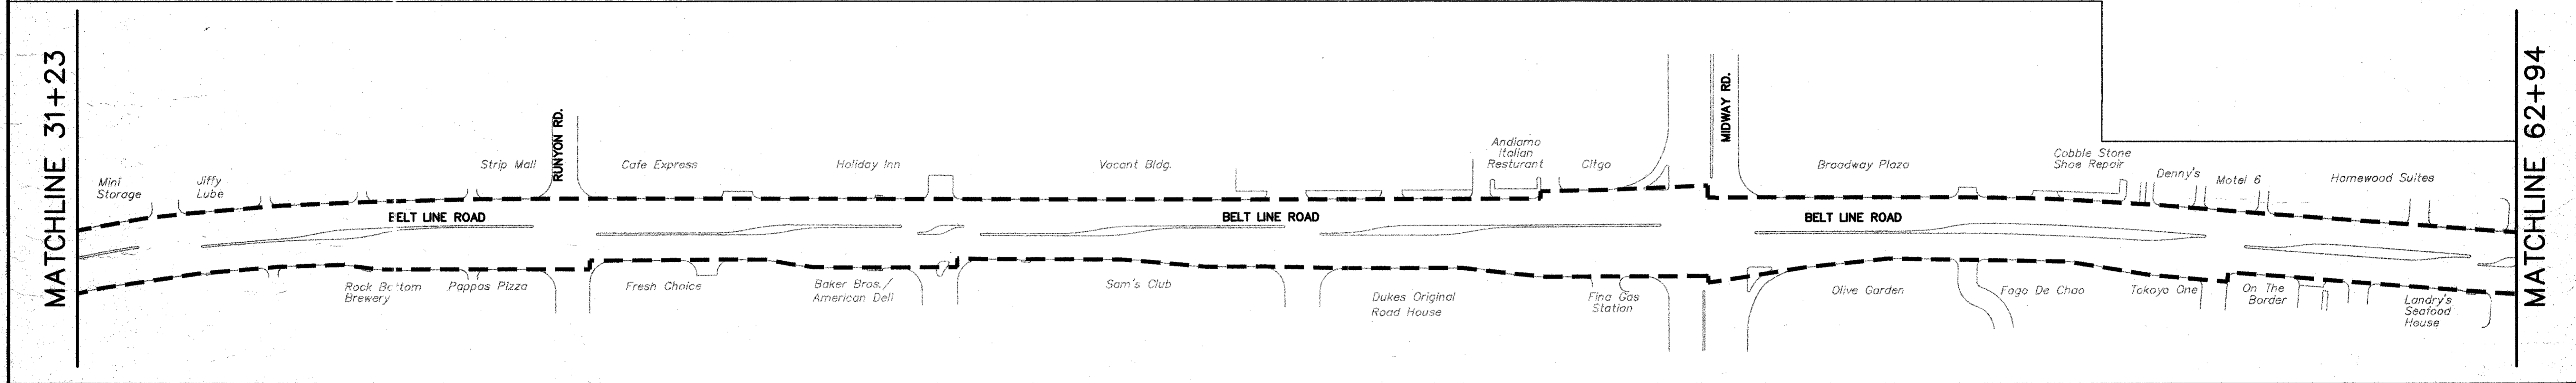 MATCHLINE 31+23
Mini
Storage
Jiffy
Lube
Strip Mall
RUNYON RD.
Cafe Express
Holiday Inn
Vacant Bldg.
Andiamo
Italian
Resturant
Citgo
MIDWAY RD.
Broadway Plaza
Cobble Stone
Shoe Repair
Denny's
Motel 6
Homewood Suites
BELT LINE ROAD
BELT LINE ROAD
BELT LINE ROAD
Rock Bottom
Brewery
Pappas Pizza
Fresh Choice
Baker Bros./
American Deli
Sam's Club
Dukes Original
Road House
Fina Gas
Station
Olive Garden
Fogo De Chao
Tokoyo One
On The
Border
Landry's
Seafood
House
MATCHLINE 62+94